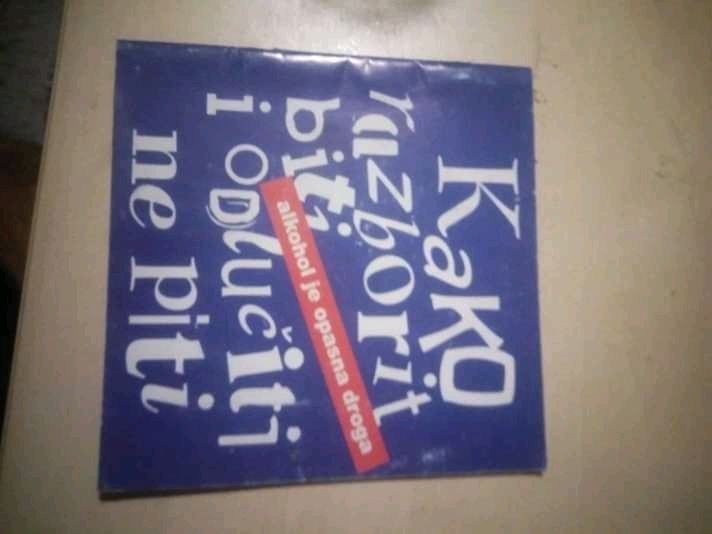 Kako
razborit
biti
i odlučiti
ne piti
alkohol je opasna droga